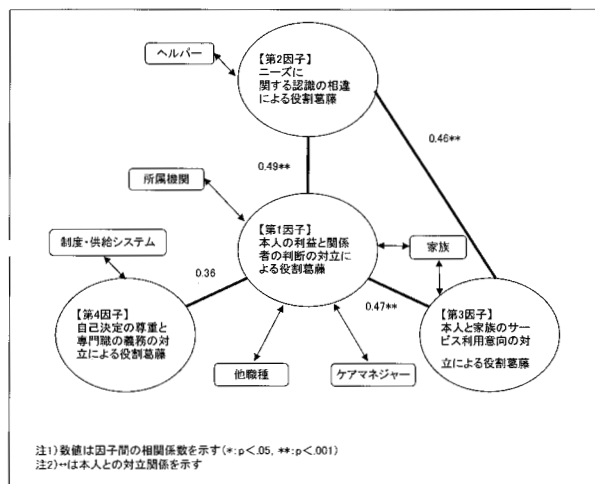 ヘルパー
【第2因子】
ニーズに
関する認識の相違
による役割葛藤
0.46**
0.49**
所属機関
【第1因子】
本人の利益と関係
者の判断の対立に
よる役割葛藤
制度・供給システム
家族
0.36
0.47**
【第4因子】
自己決定の尊重と
専門職の義務の対
立による役割葛藤
【第3因子】
本人と家族のサー
ビス利用意向の対
立による役割葛藤
他職種
ケアマネジャー
注1)数値は因子間の相関係数を示す(*:p<.05, **:p<.001)
注2)↔は本人との対立関係を示す